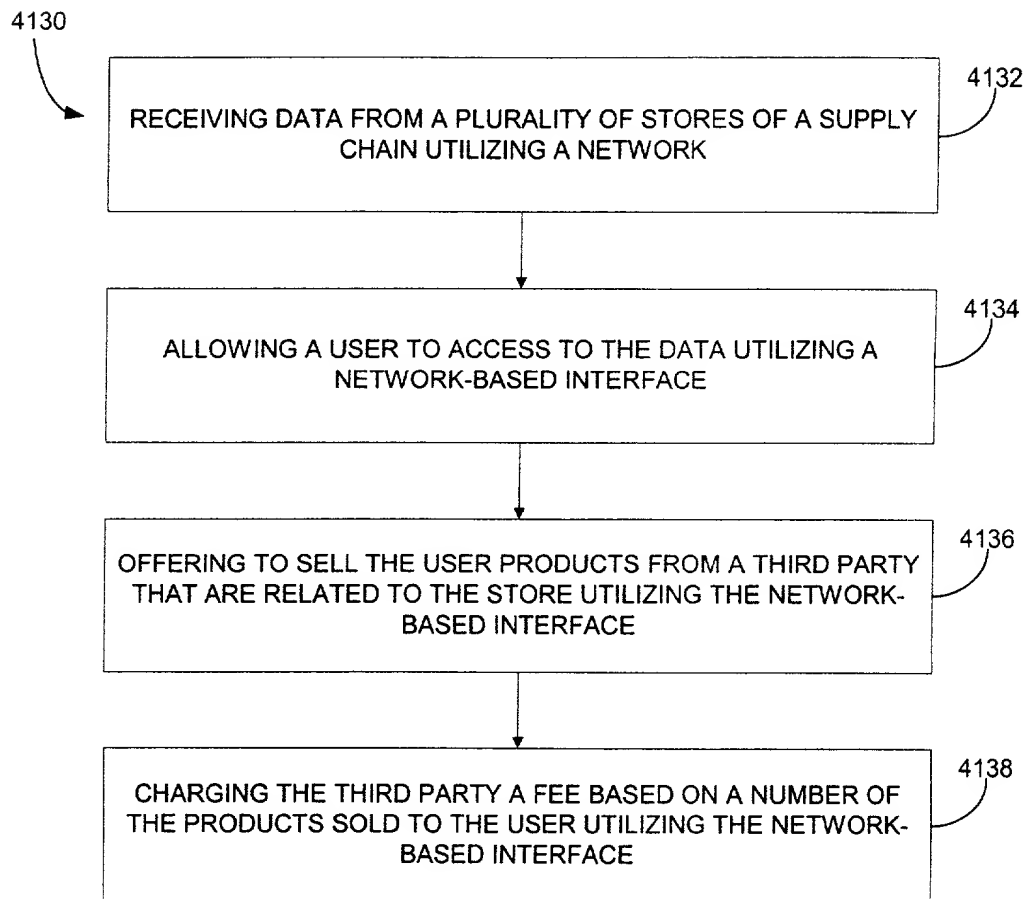 4130
4132
RECEIVING DATA FROM A PLURALITY OF STORES OF A SUPPLY
CHAIN UTILIZING A NETWORK
4134
ALLOWING A USER TO ACCESS TO THE DATA UTILIZING A
NETWORK-BASED INTERFACE
4136
OFFERING TO SELL THE USER PRODUCTS FROM A THIRD PARTY
THAT ARE RELATED TO THE STORE UTILIZING THE NETWORK-
BASED INTERFACE
4138
CHARGING THE THIRD PARTY A FEE BASED ON A NUMBER OF
THE PRODUCTS SOLD TO THE USER UTILIZING THE NETWORK-
BASED INTERFACE